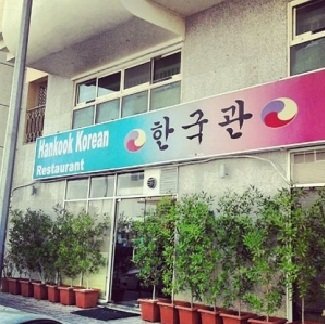 Hankook Korean
Restaurant
한국관